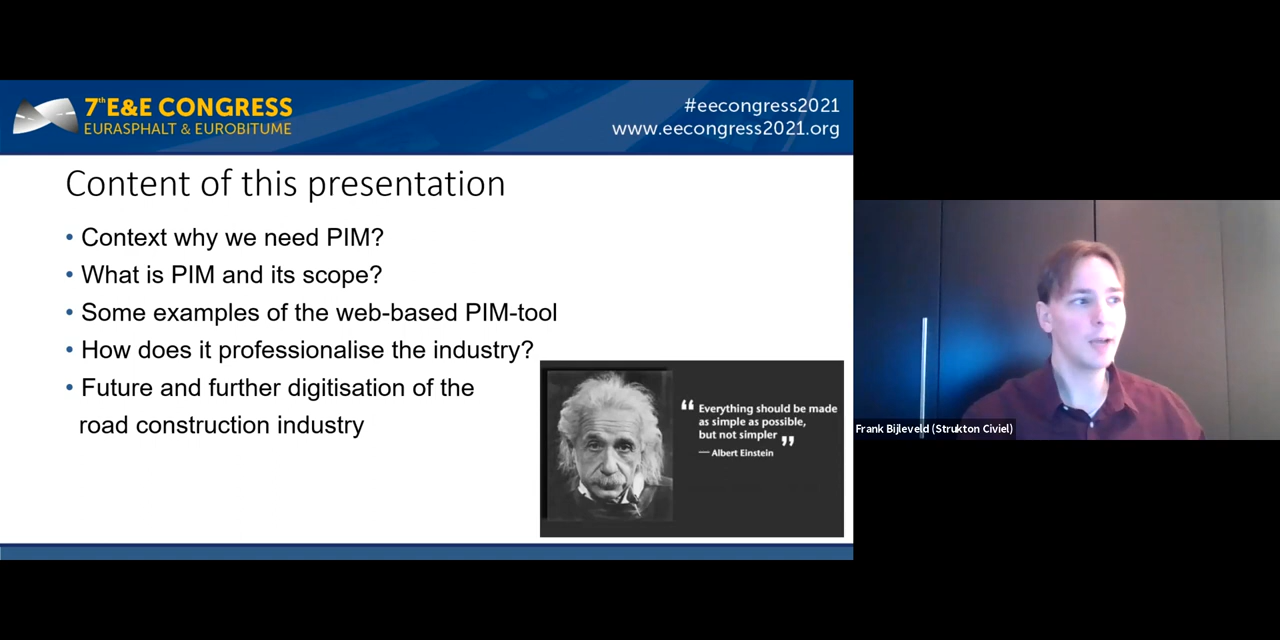 7th E&E CONGRESS
EURASPHALT & EUROBITUME
#eecongress2021
www.eecongress2021.org
Content of this presentation
• Context why we need PIM?
• What is PIM and its scope?
• Some examples of the web-based PIM-tool
• How does it professionalise the industry?
• Future and further digitisation of the
road construction industry
“ Everything should be made
as simple as possible,
but not simpler ”
— Albert Einstein
Frank Bijleveld (Strukton Civiel)